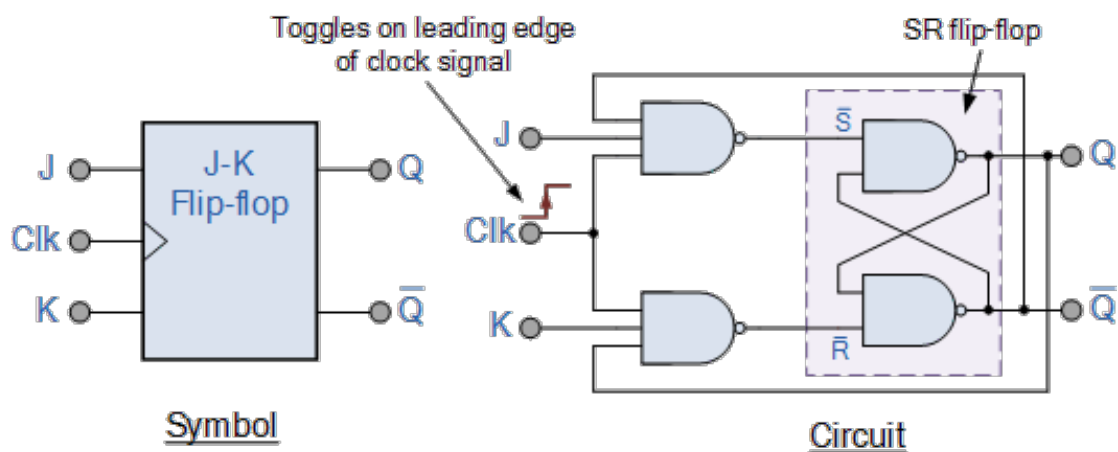 Toggles on leading edge
of clock signal
SR flip-flop
J
Clk
K
J-K
Flip-flop
Q
Q̅
Symbol
J
Clk
K
S̅
R̅
Q
Q̅
Circuit